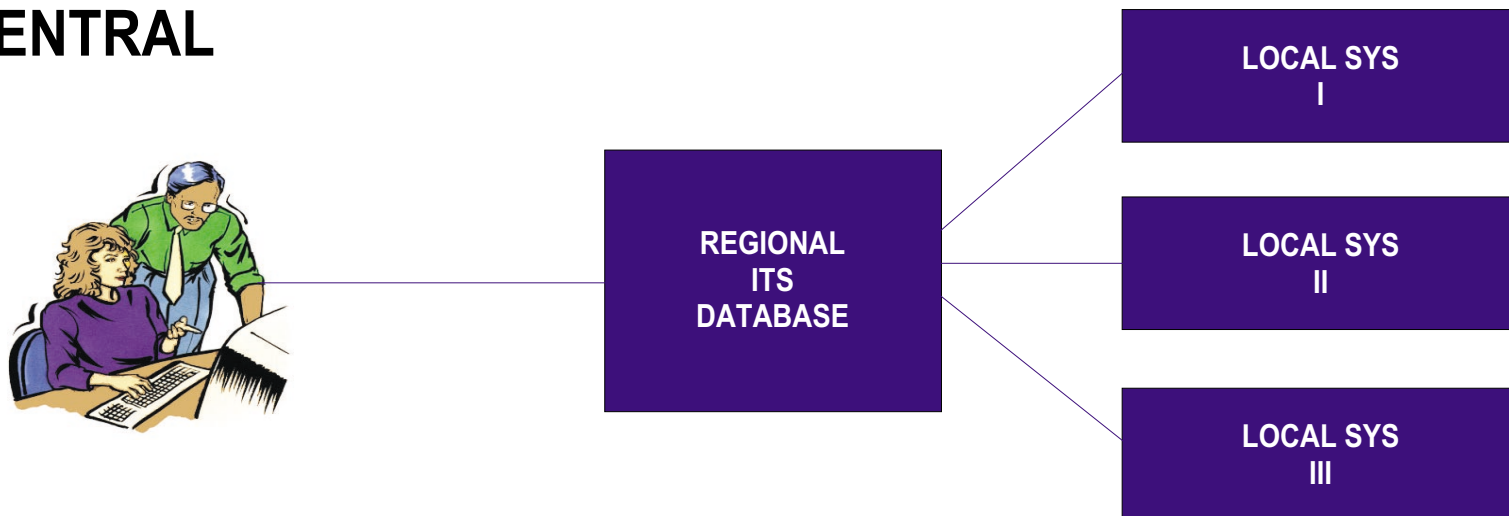 ENTRAL
LOCAL SYS
I
REGIONAL
ITS
DATABASE
LOCAL SYS
II
LOCAL SYS
III